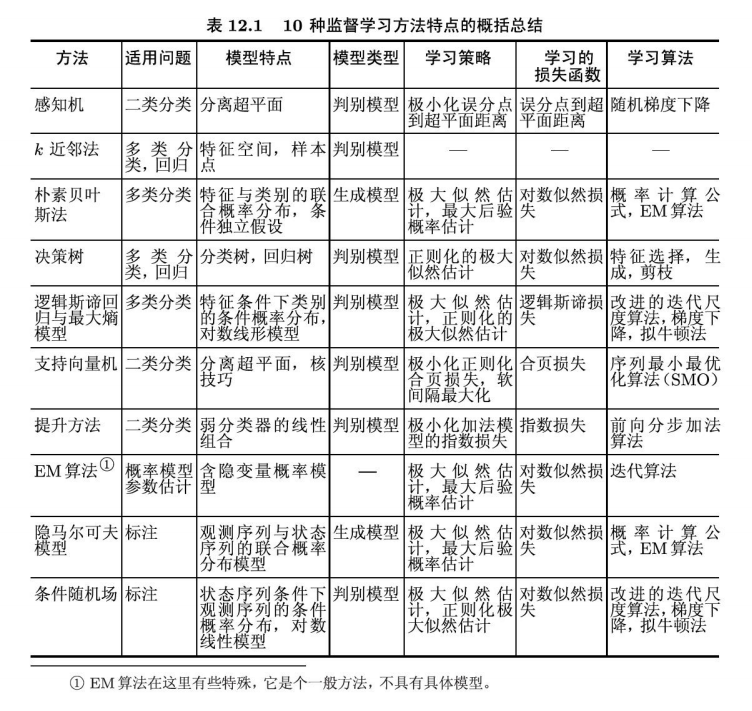 表 12.1 10 种监督学习方法特点的概括总结
方法 适用问题 模型特点 模型类型 学习策略 学习的损失函数 学习算法
感知机 二类分类 分离超平面 判别模型 极小化误分点到超平面距离 误分点到超平面距离 随机梯度下降
k 近邻法 多类分类, 回归 特征空间, 样本点 判别模型 — — —
朴素贝叶斯法 多类分类 特征与类别的联合概率分布, 条件独立假设 生成模型 极大似然估计, 最大后验概率估计 对数似然损失 概率计算公式, EM 算法
决策树 多类分类, 回归 分类树, 回归树 判别模型 正则化的极大似然估计 对数似然损失 特征选择, 生成, 剪枝
逻辑斯谛回归与最大熵模型 多类分类 特征条件下类别的条件概率分布, 对数线形模型 判别模型 极大似然估计, 正则化的极大似然估计 逻辑斯谛损失 改进的迭代尺度算法, 梯度下降, 拟牛顿法
支持向量机 二类分类 分离超平面, 核技巧 判别模型 极小化正则化合页损失, 软间隔最大化 合页损失 序列最小最优化算法(SMO)
提升方法 二类分类 弱分类器的线性组合 判别模型 极小化加法模型的指数损失 指数损失 前向分步加法算法
EM 算法① 概率模型参数估计 含隐变量概率模型 — 极大似然估计, 最大后验概率估计 对数似然损失 迭代算法
隐马尔可夫模型 标注 观测序列与状态序列的联合概率分布模型 生成模型 极大似然估计, 最大后验概率估计 对数似然损失 概率计算公式, EM 算法
条件随机场 标注 状态序列条件下观测序列的条件概率分布, 对数线性模型 判别模型 极大似然估计, 正则化极大似然估计 对数似然损失 改进的迭代尺度算法, 梯度下降, 拟牛顿法
① EM 算法在这里有些特殊, 它是个一般方法, 不具有具体模型。